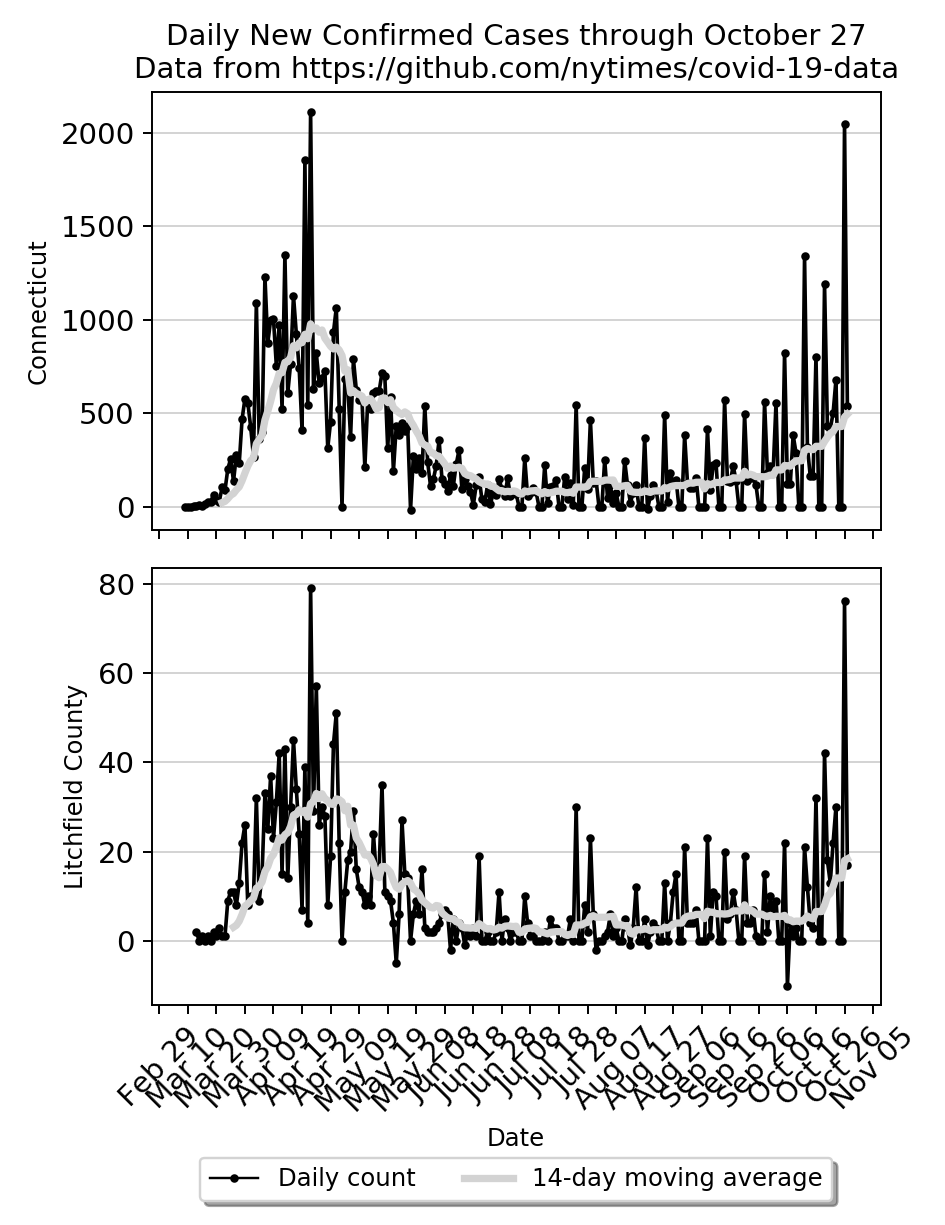 Daily New Confirmed Cases through October 27
Data from https://github.com/nytimes/covid-19-data
2000
1500
1000
500
0
Connecticut
80
60
40
20
0
Litchfield County
Feb 29
Mar 10
Mar 20
Mar 30
Apr 09
Apr 19
Apr 29
May 09
May 19
May 29
Jun 08
Jun 18
Jun 28
Jul 08
Jul 18
Jul 28
Aug 07
Aug 17
Aug 27
Sep 06
Sep 16
Sep 26
Oct 06
Oct 16
Oct 26
Nov 05
Date
Daily count 14-day moving average